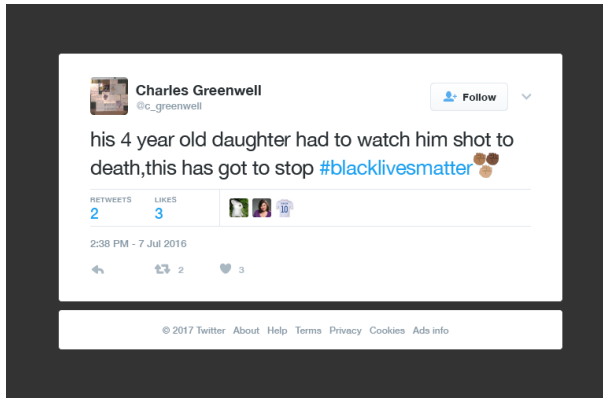 Charles Greenwell
@c_greenwell
Follow
his 4 year old daughter had to watch him shot to
death,this has got to stop #blacklivesmatter
RETWEETS LIKES
2 3
10
2:38 PM - 7 Jul 2016
2 3
© 2017 Twitter About Help Terms Privacy Cookies Ads info